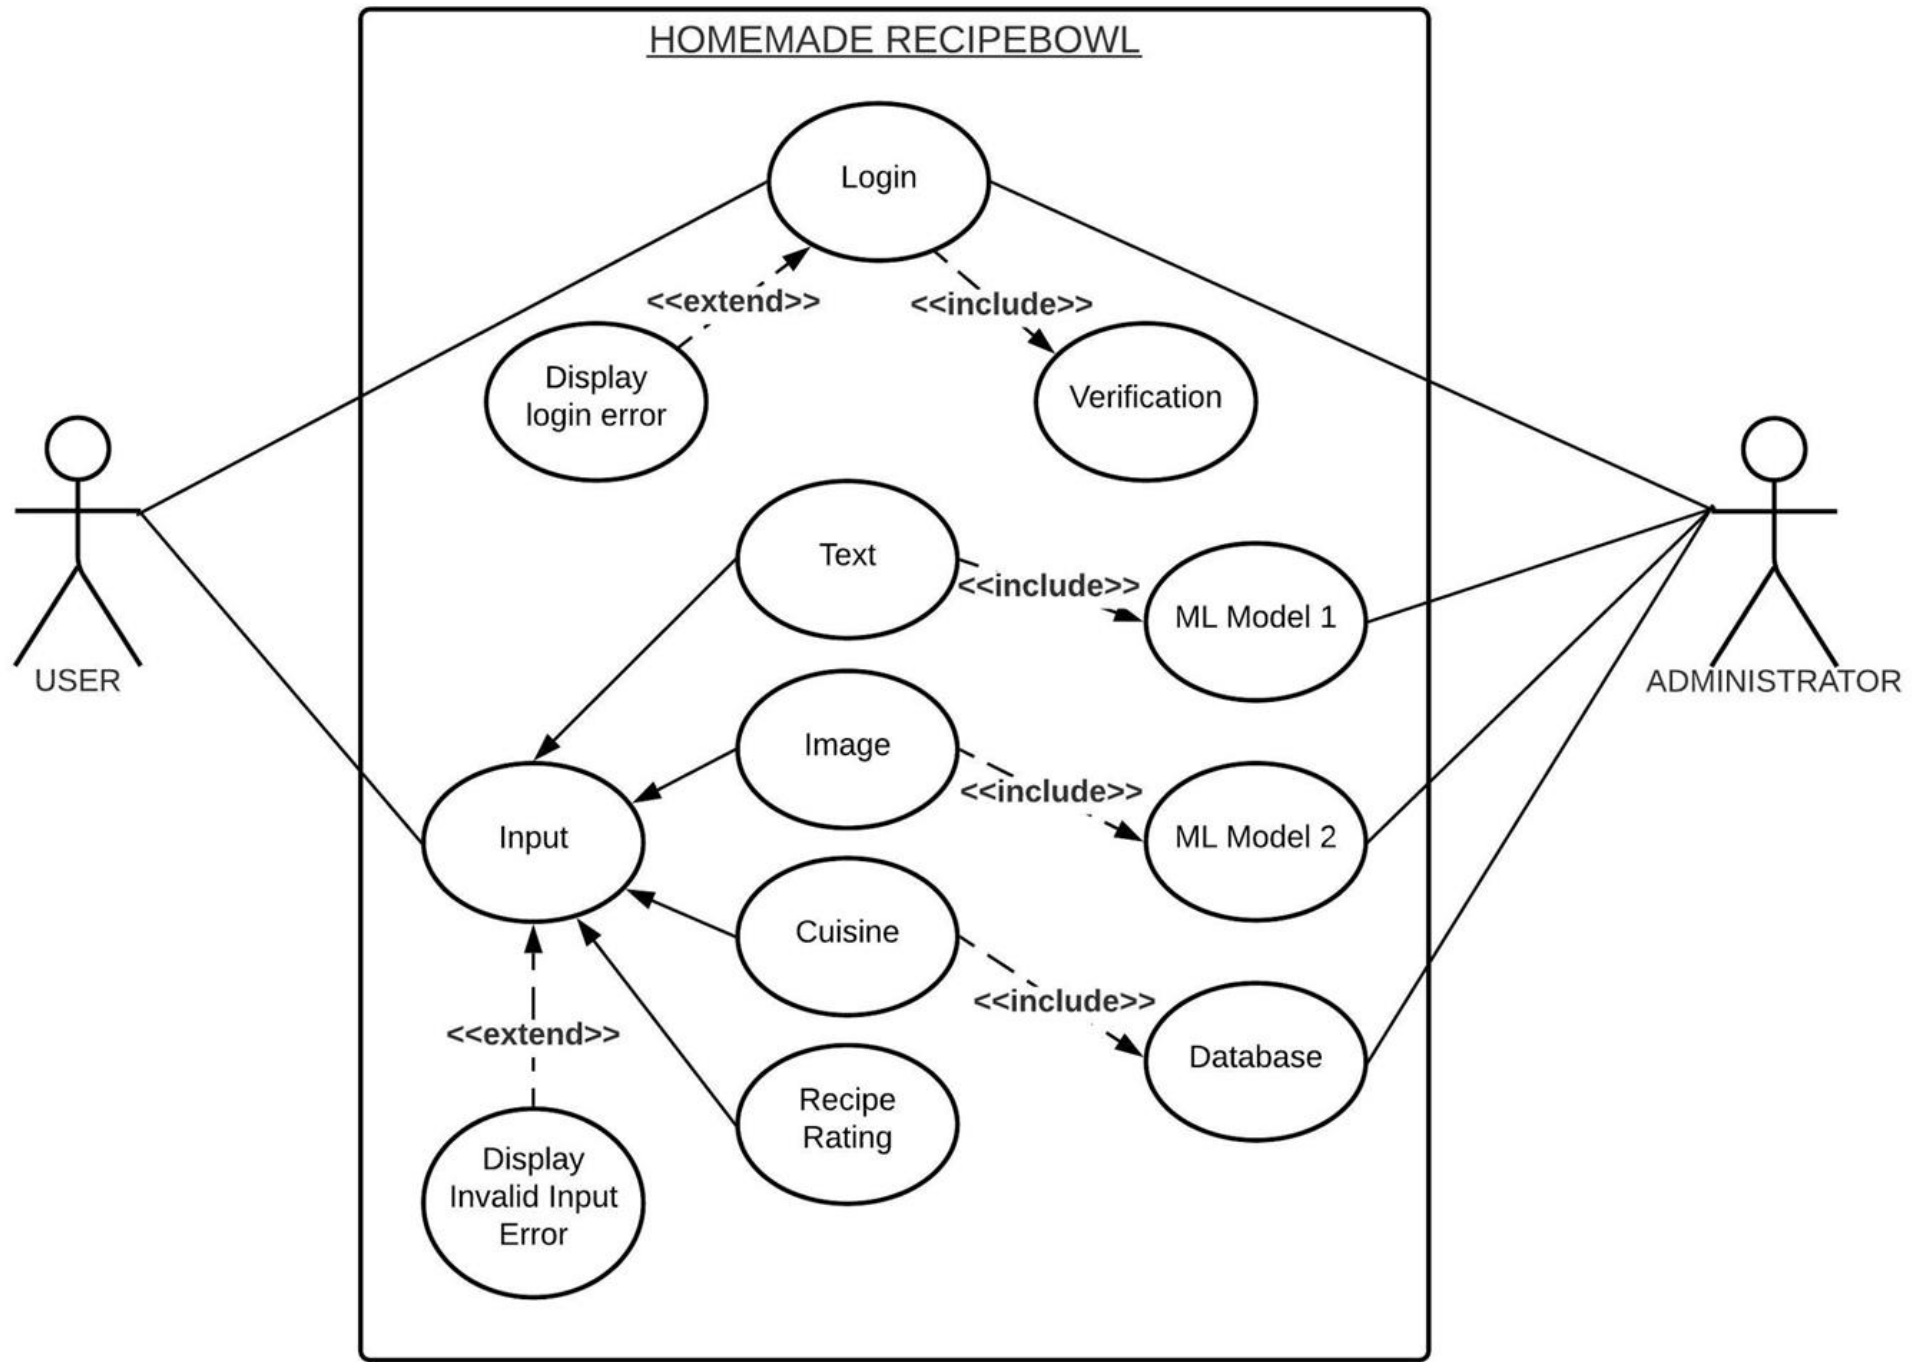 HOMEMADE RECIPEBOWL
Login
<<extend>>
<<include>>
Display
login error
Verification
Text
<<include>>
ML Model 1
USER
ADMINISTRATOR
Image
<<include>>
Input
ML Model 2
Cuisine
<<include>>
<<extend>>
Database
Recipe
Rating
Display
Invalid Input
Error